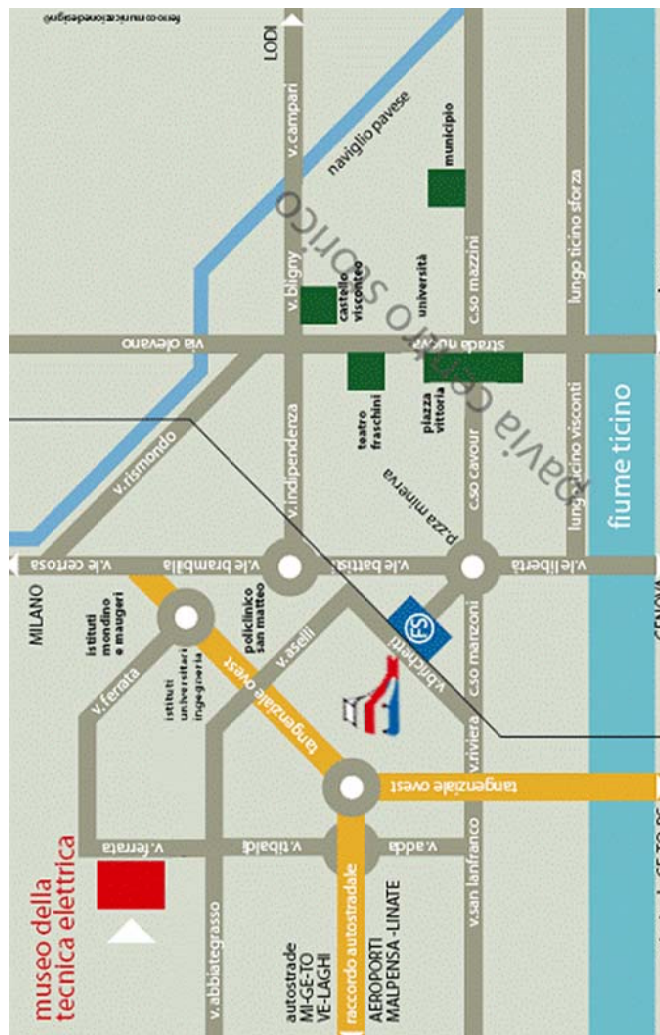 museo della
tecnica elettrica
v. ferrata
v. ferrata
MILANO
v.le certosa
istituti
mondino
e maugeri
istituti
universitari
ingegneria
v. rismondo
via olevano
ferro comunicazionedesign©
v. abbiategrasso
v. tibaldi
tangenziale ovest
v. aselli
policlinico
san matteo
v.le brambilla
v. indipendenza
v. bligny
v. campari
LODI
autostrade
MI-GE-TO
VE-LAGHI
raccordo autostradale
AEROPORTI
MALPENSA -LINATE
v. adda
v. brichetti
FS
v.le battisti
p.zza minerva
teatro
fraschini
castello
visconteo
naviglio pavese
pavia centro storico
piazza
vittoria
università
municipio
strada nuova
v. san lanfranco
v. riviera
c.so manzoni
c.so cavour
c.so mazzini
tangenziale ovest
v.le libertà
lungo ticino visconti
lungo ticino sforza
fiume ticino
GENOVA